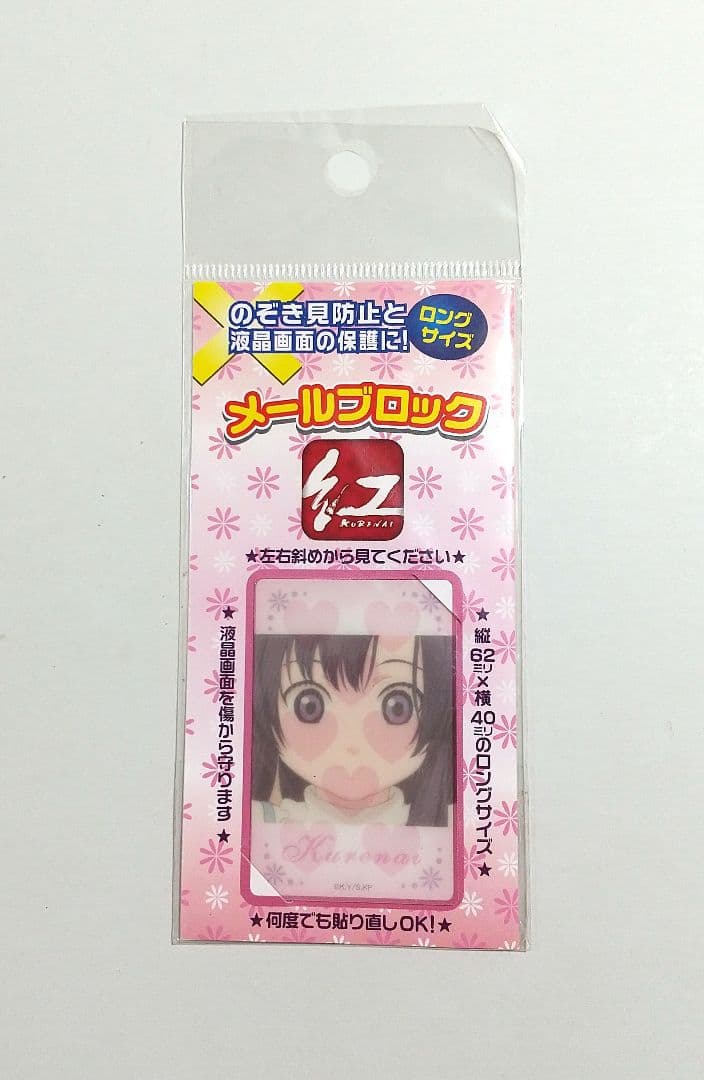 のぞき見防止と
液晶画面の保護に!
ロング
サイズ
メールブロック
紅
KURENAI
★左右斜めから見てください★
★液晶画面を傷から守ります★
★縦62ミリ×横40ミリのロングサイズ★
Kurenai
©K.Y/S,KP
★何度でも貼り直しOK!★